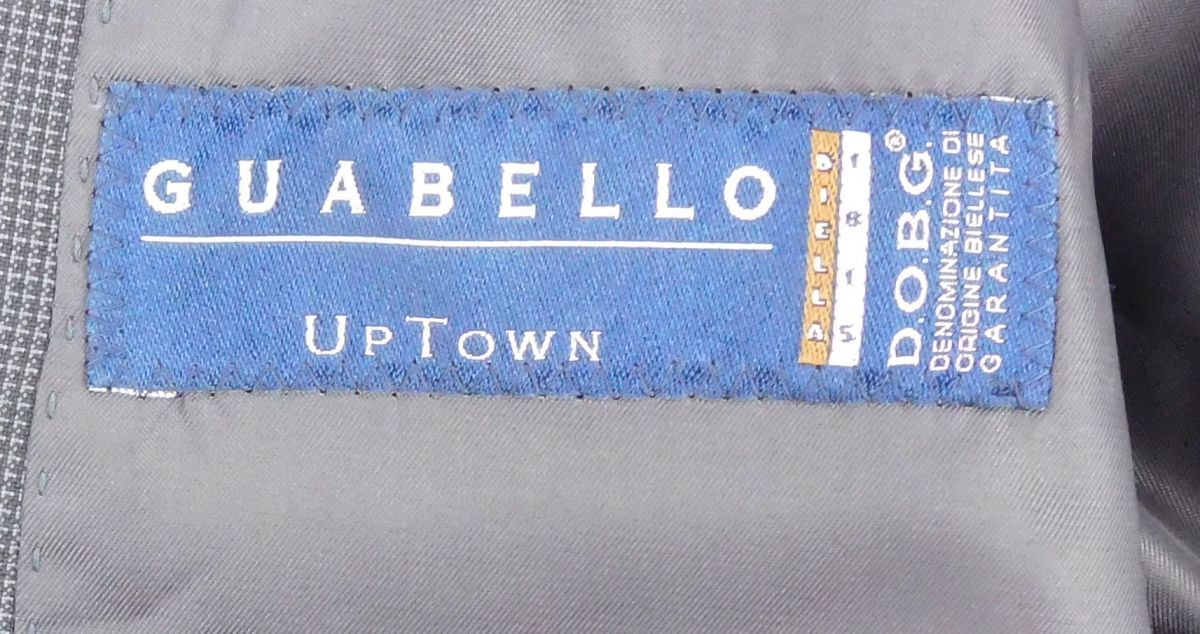 GUABELLO
UPTOWN
BIELLA
1815
D.O.B.G.®
DENOMINAZIONE DI
ORIGINE BIELLESE
GARANTITA